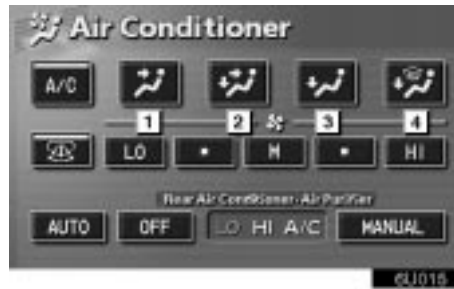 Air Conditioner
A/C
1 2 3 4
LO • M • HI
Rear Air Conditioner · Air Purifier
AUTO OFF LO HI A/C MANUAL
6U015